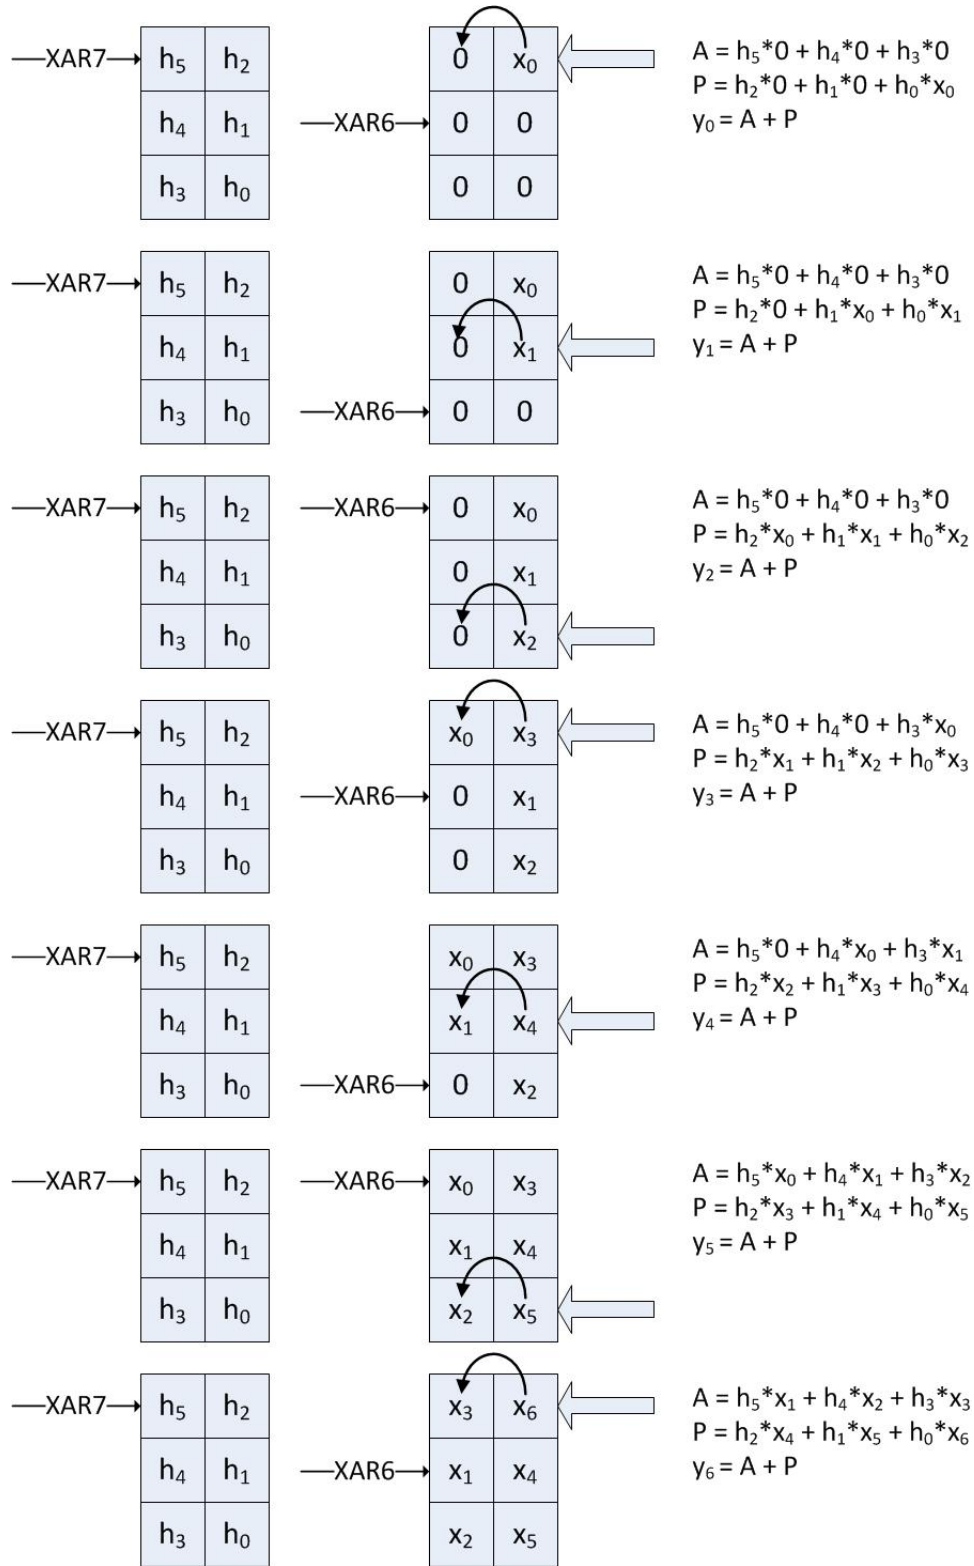 XAR7 h₅ h₂ 0 x₀ A = h₅*0 + h₄*0 + h₃*0
P = h₂*0 + h₁*0 + h₀*x₀
h₄ h₁ XAR6 0 0 y₀ = A + P
h₃ h₀ 0 0
XAR7 h₅ h₂ 0 x₀ A = h₅*0 + h₄*0 + h₃*0
P = h₂*0 + h₁*x₀ + h₀*x₁
h₄ h₁ 0 x₁ y₁ = A + P
h₃ h₀ XAR6 0 0
XAR7 h₅ h₂ XAR6 0 x₀ A = h₅*0 + h₄*0 + h₃*0
P = h₂*x₀ + h₁*x₁ + h₀*x₂
h₄ h₁ 0 x₁ y₂ = A + P
h₃ h₀ 0 x₂
XAR7 h₅ h₂ x₀ x₃ A = h₅*0 + h₄*0 + h₃*x₀
P = h₂*x₁ + h₁*x₂ + h₀*x₃
h₄ h₁ XAR6 0 x₁ y₃ = A + P
h₃ h₀ 0 x₂
XAR7 h₅ h₂ x₀ x₃ A = h₅*0 + h₄*x₀ + h₃*x₁
P = h₂*x₂ + h₁*x₃ + h₀*x₄
h₄ h₁ x₁ x₄ y₄ = A + P
h₃ h₀ XAR6 0 x₂
XAR7 h₅ h₂ XAR6 x₀ x₃ A = h₅*x₀ + h₄*x₁ + h₃*x₂
P = h₂*x₃ + h₁*x₄ + h₀*x₅
h₄ h₁ x₁ x₄ y₅ = A + P
h₃ h₀ x₂ x₅
XAR7 h₅ h₂ x₃ x₆ A = h₅*x₁ + h₄*x₂ + h₃*x₃
P = h₂*x₄ + h₁*x₅ + h₀*x₆
h₄ h₁ XAR6 x₁ x₄ y₆ = A + P
h₃ h₀ x₂ x₅